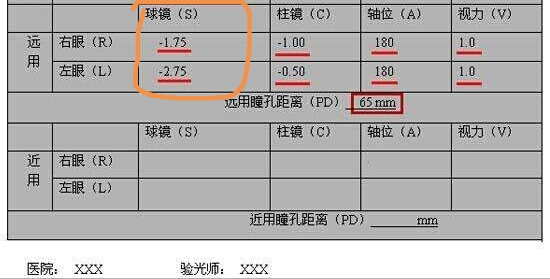 球镜（S） 柱镜（C） 轴位（A） 视力（V）
远用 右眼（R） -1.75 -1.00 180 1.0
左眼（L） -2.75 -0.50 180 1.0
远用瞳孔距离（PD） 65 mm
球镜（S） 柱镜（C） 轴位（A） 视力（V）
近用 右眼（R）
左眼（L）
近用瞳孔距离（PD） mm
医院： XXX 验光师： XXX